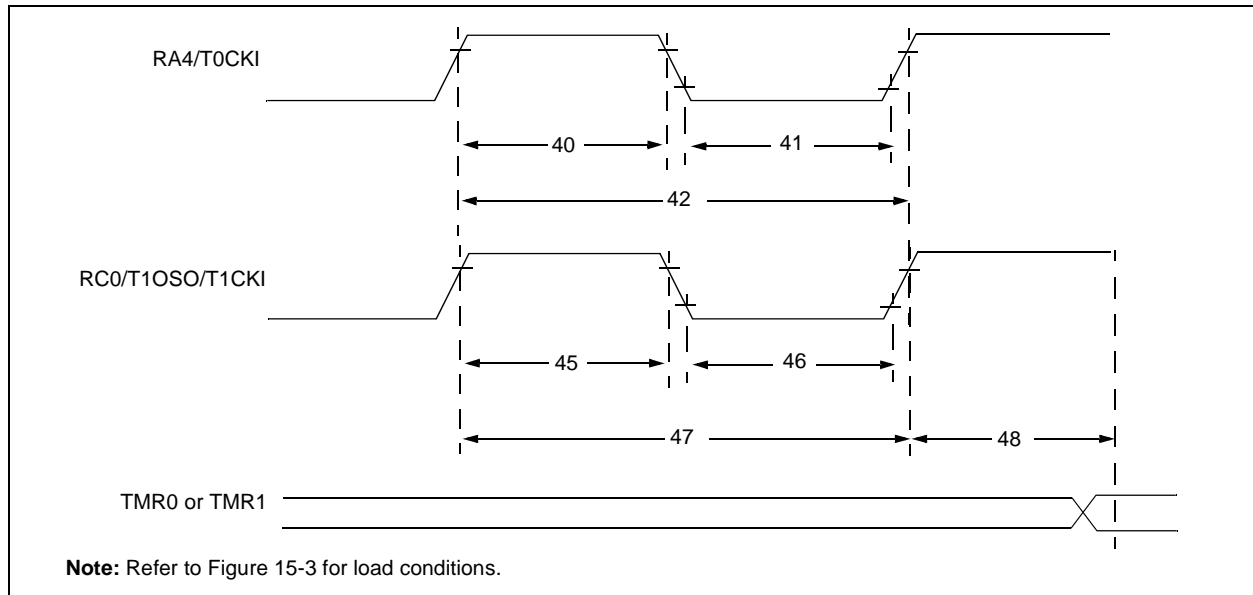 RA4/T0CKI
40
41
42
RC0/T1OSO/T1CKI
45
46
47
48
TMR0 or TMR1
Note: Refer to Figure 15-3 for load conditions.